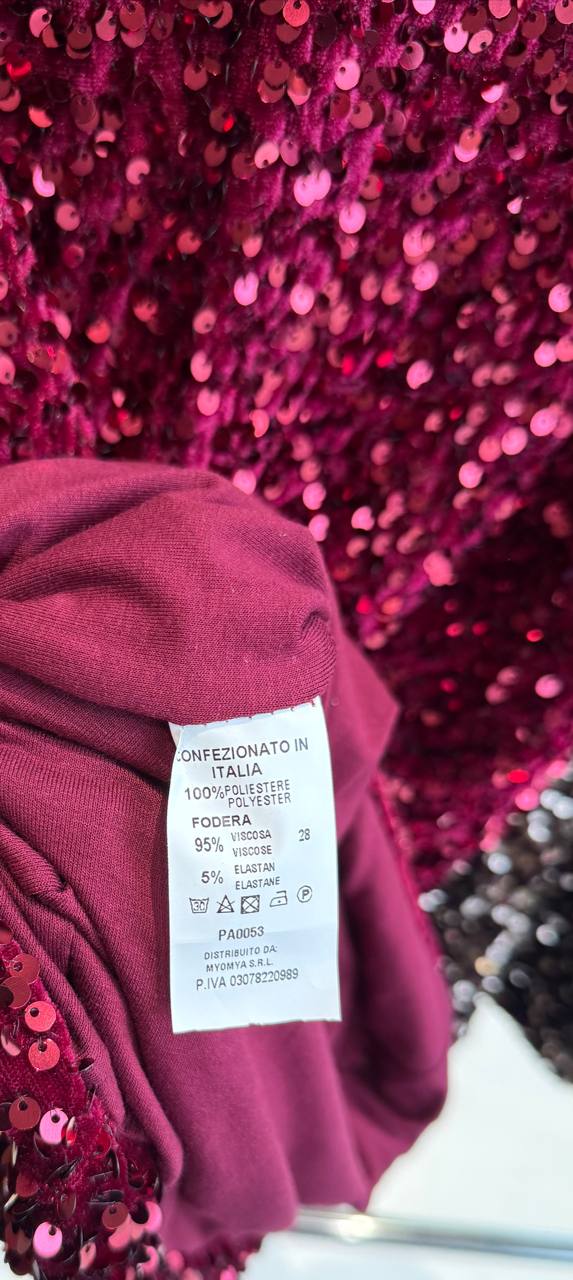 CONFEZIONATO IN
ITALIA
100% POLIESTERE
POLYESTER
FODERA
95% VISCOSA 28
VISCOSE
5% ELASTAN
ELASTANE
30 P
PA0053
DISTRIBUITO DA:
MYOMYA S.R.L.
P.IVA 03078220989